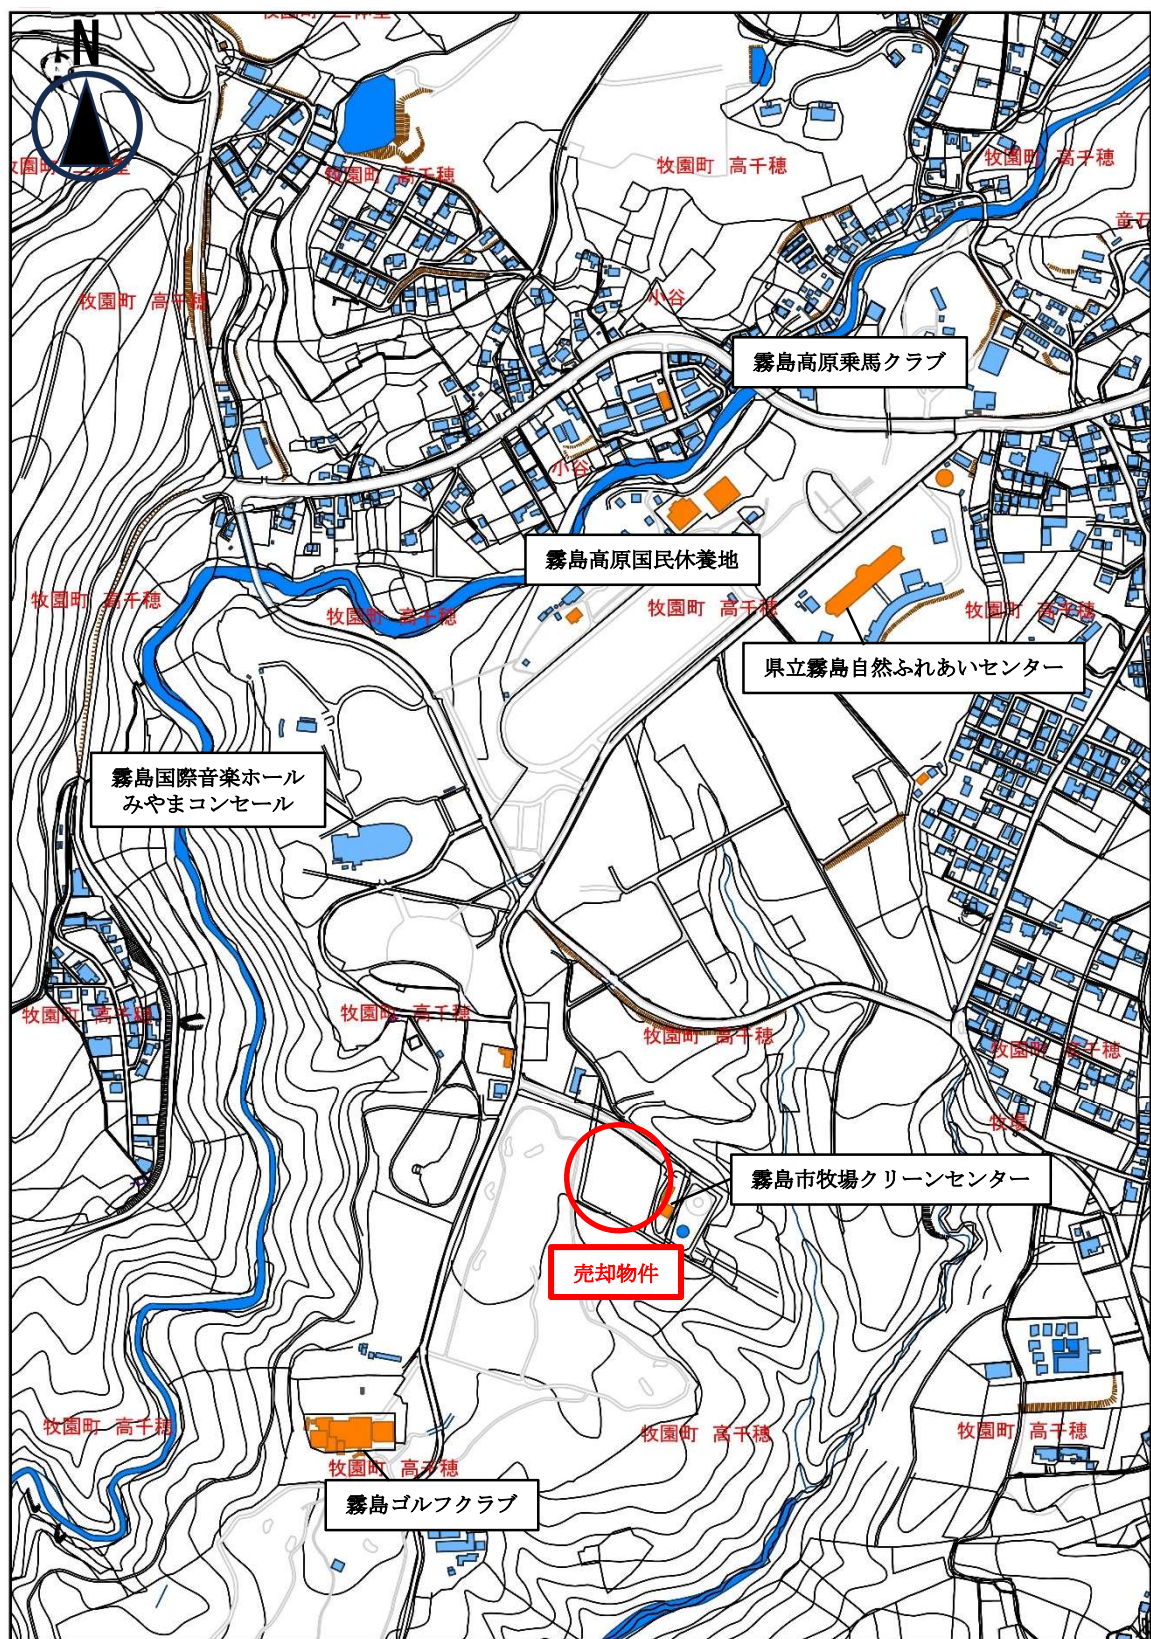 N
牧園町 高千穂
牧園町 高千穂
牧園町 高千穂
竜石
牧園町 高千穂
小谷
霧島高原乗馬クラブ
小谷
霧島高原国民休養地
牧園町 高千穂
牧園町 高千穂
牧園町 高千穂
牧園町 高千穂
県立霧島自然ふれあいセンター
霧島国際音楽ホール
みやまコンセール
牧園町 高千穂
牧園町 高千穂
牧園町 高千穂
牧園町 高千穂
牧場
霧島市牧場クリーンセンター
売却物件
牧園町 高千穂
牧園町 高千穂
牧園町 高千穂
牧園町 高千穂
霧島ゴルフクラブ